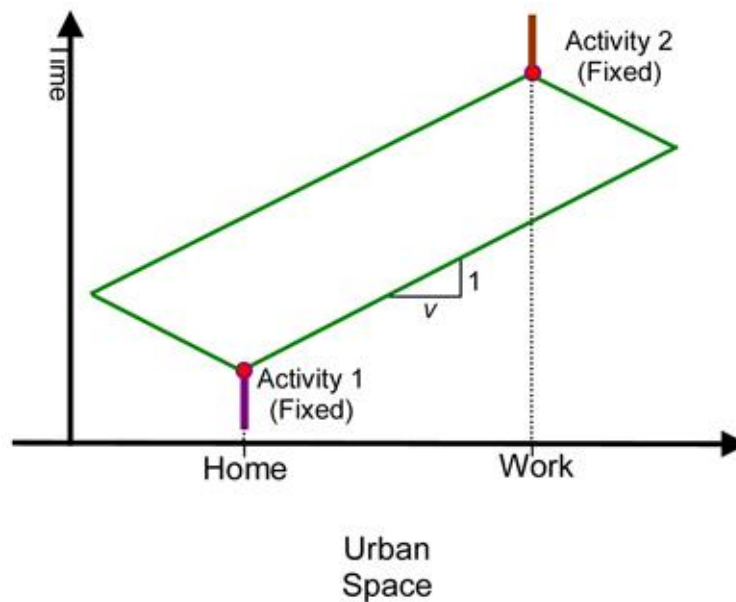 Time
Activity 2
(Fixed)
1
v
Activity 1
(Fixed)
Home
Work
Urban
Space